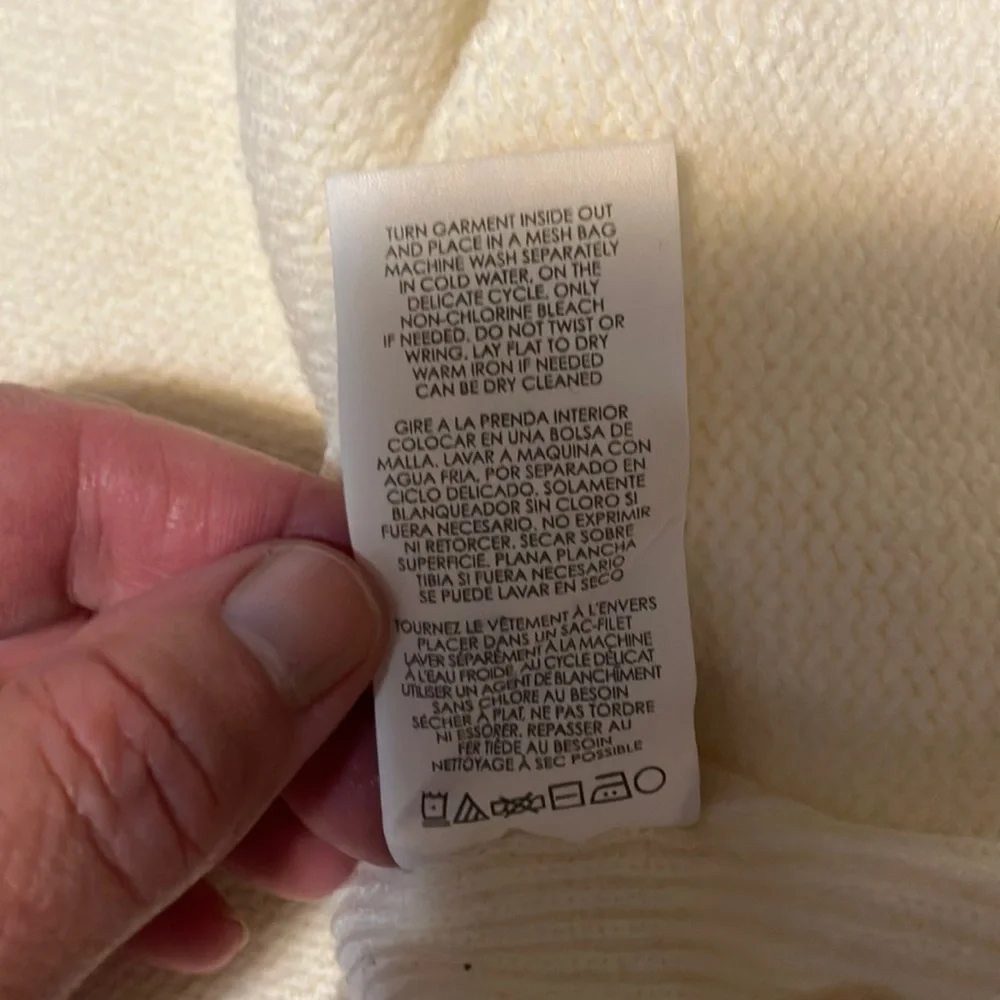 TURN GARMENT INSIDE OUT
AND PLACE IN A MESH BAG
MACHINE WASH SEPARATELY
IN COLD WATER, ON THE
DELICATE CYCLE, ONLY
NON-CHLORINE BLEACH
IF NEEDED. DO NOT TWIST OR
WRING, LAY FLAT TO DRY
WARM IRON IF NEEDED
CAN BE DRY CLEANED
GIRE A LA PRENDA INTERIOR
COLOCAR EN UNA BOLSA DE
MALLA. LAVAR A MAQUINA CON
AGUA FRIA, POR SEPARADO EN
CICLO DELICADO. SOLAMENTE
BLANQUEADOR SIN CLORO SI
FUERA NECESARIO. NO EXPRIMIR
NI RETORCER. SECAR SOBRE
SUPERFICIE. PLANA PLANCHA
TIBIA SI FUERA NECESARIO
SE PUEDE LAVAR EN SECO
TOURNEZ LE VÊTEMENT À L'ENVERS
PLACER DANS UN SAC-FILET
LAVER SÉPARÉMENT À LA MACHINE
À L'EAU FROIDE, AU CYCLE DÉLICAT
UTILISER UN AGENT DE BLANCHIMENT
SANS CHLORE AU BESOIN
SÉCHER À PLAT, NE PAS TORDRE
NI ESSORER, REPASSER AU
FER TIÈDE AU BESOIN
NETTOYAGE À SEC POSSIBLE